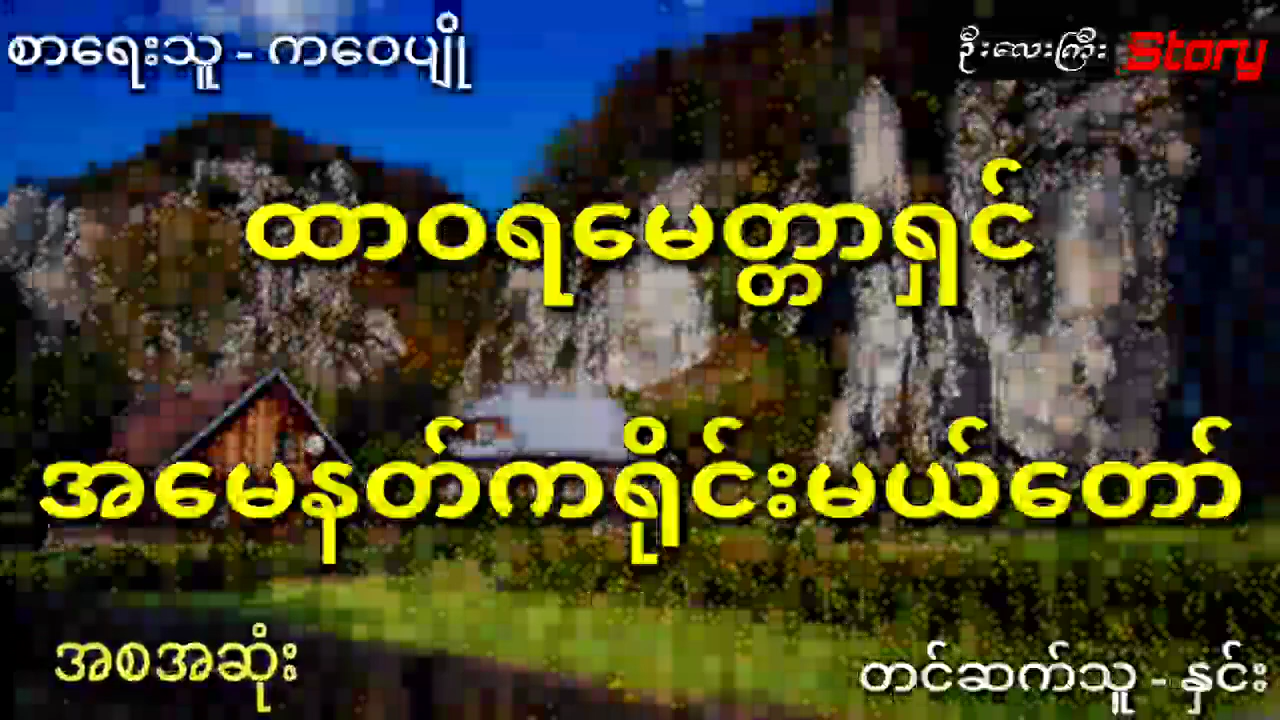 စာရေးသူ - ကဝေပျို
ဦးလေးကြီး Story
ထာဝရမေတ္တာရှင်
အမေနတ်ကရိုင်းမယ်တော်
အစအဆုံး
တင်ဆက်သူ - နှင်း